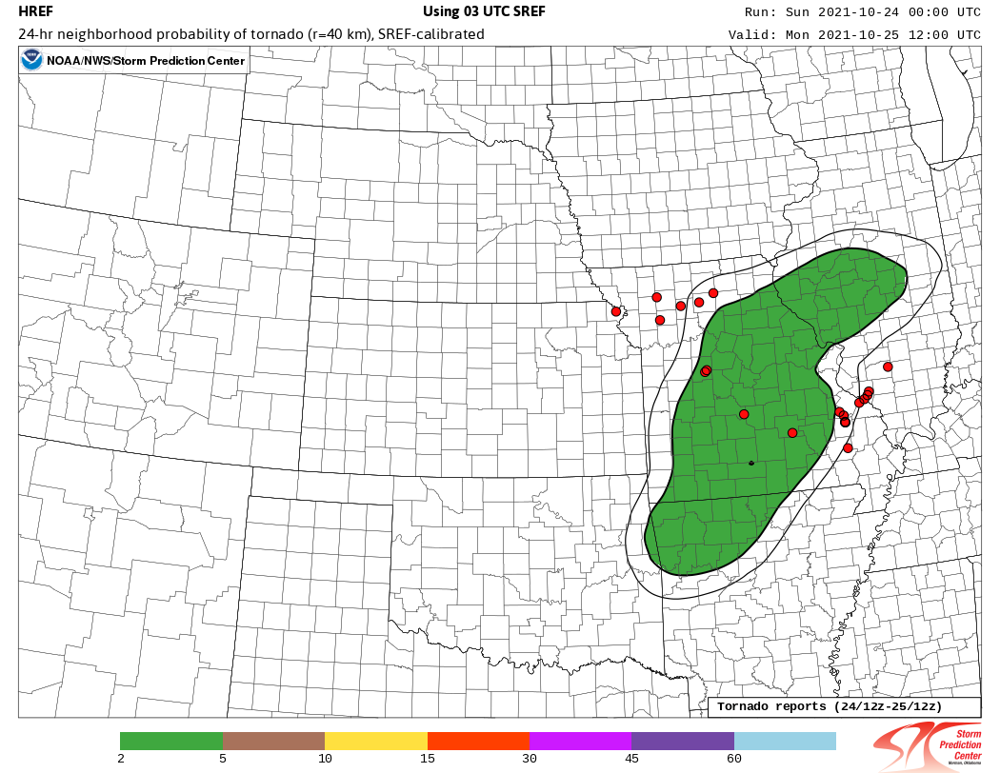 HREF Using 03 UTC SREF Run: Sun 2021-10-24 00:00 UTC
24-hr neighborhood probability of tornado (r=40 km), SREF-calibrated Valid: Mon 2021-10-25 12:00 UTC
NOAA/NWS/Storm Prediction Center
Tornado reports (24/12z-25/12z)
2 5 10 15 30 45 60
Storm
Prediction
Center
Norman, Oklahoma